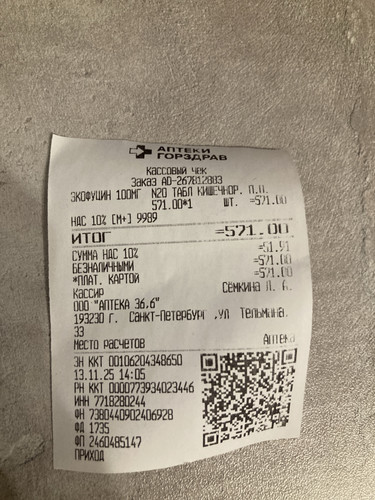 АПТЕКИ
ГОРЗДРАВ
Кассовый чек
Заказ AD-267812883
ЭКОФУЦИН 100МГ N20 ТАБЛ КИШЕЧНОР. П.П.
571.00*1 шт. =571.00
НДС 10% [М+] 9989
ИТОГ =571.00
СУММА НДС 10% =51.91
БЕЗНАЛИЧНЫМИ =571.00
*ПЛАТ. КАРТОЙ =571.00
Кассир Сёмкина Л. К.
ООО "АПТЕКА 36.6"
193230 г. Санкт-Петербург ,ул Тельмана,
33
Место расчетов Аптека
ЗН ККТ 00106204348650
13.11.25 14:05
РН ККТ 0000773934023446
ИНН 7718280244
ФН 7380440902406928
ФД 1735
ФП 2460485147
ПРИХОД